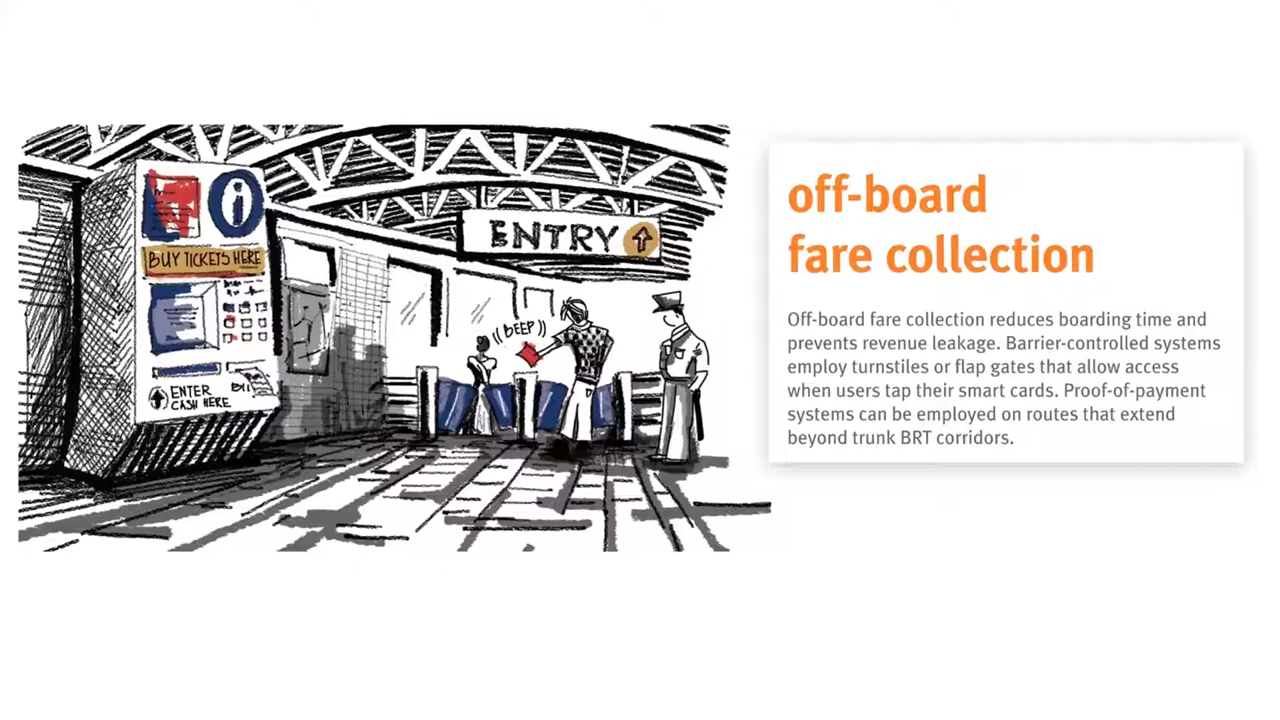 BUY TICKETS HERE
ENTER
CASH HERE
ENTRY
((BEEP))
off-board
fare collection
Off-board fare collection reduces boarding time and
prevents revenue leakage. Barrier-controlled systems
employ turnstiles or flap gates that allow access
when users tap their smart cards. Proof-of-payment
systems can be employed on routes that extend
beyond trunk BRT corridors.